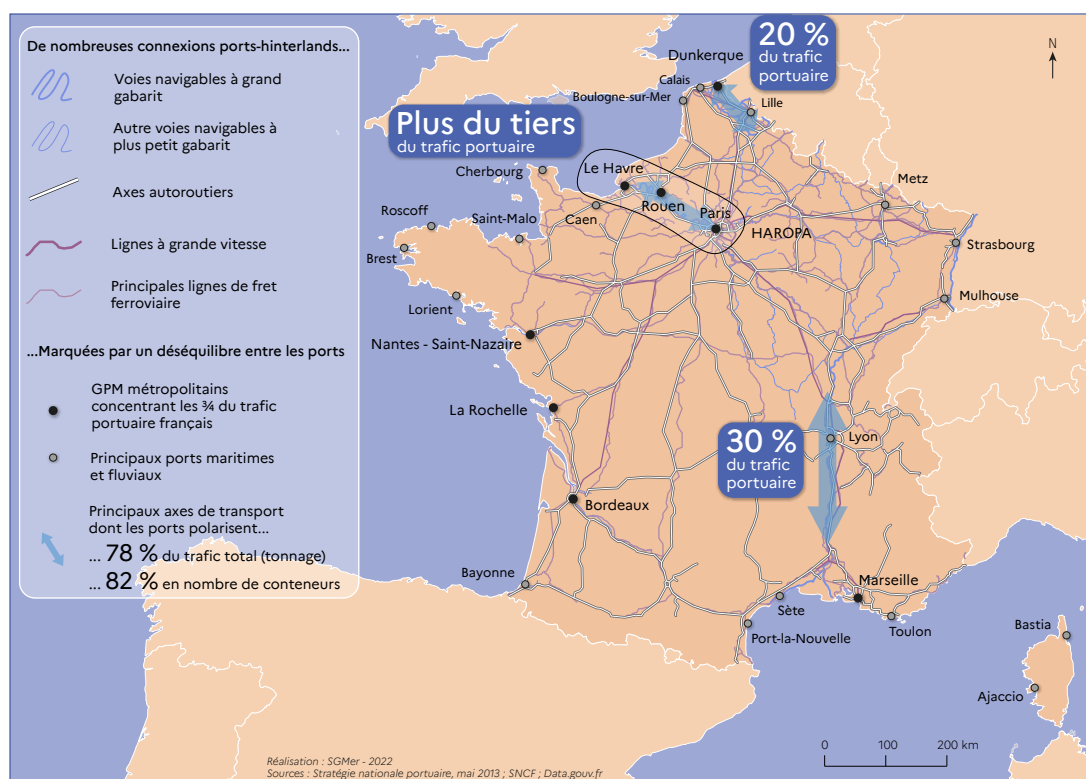 De nombreuses connexions ports-hinterlands...
Voies navigables à grand
gabarit
Autre voies navigables à
plus petit gabarit
Axes autoroutiers
Lignes à grande vitesse
Principales lignes de fret
ferroviaire
...Marquées par un déséquilibre entre les ports
GPM métropolitains
concentrant les ¾ du trafic
portuaire français
Principaux ports maritimes
et fluviaux
Principaux axes de transport
dont les ports polarisent...
... 78 % du trafic total (tonnage)
... 82 % en nombre de conteneurs
20 %
du trafic
portuaire
N
Dunkerque
Calais
Boulogne-sur-Mer
Lille
Plus du tiers
du trafic portuaire
Cherbourg
Le Havre
Rouen
Caen
Paris
HAROPA
Metz
Strasbourg
Mulhouse
Roscoff
Saint-Malo
Brest
Lorient
Nantes - Saint-Nazaire
La Rochelle
30 %
du trafic
portuaire
Lyon
Bordeaux
Bayonne
Marseille
Sète
Toulon
Port-la-Nouvelle
Bastia
Ajaccio
0 100 200 km
Réalisation : SGMer - 2022
Sources : Stratégie nationale portuaire, mai 2013 ; SNCF ; Data.gouv.fr